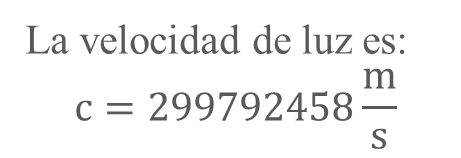 La velocidad de luz es:
c = 299792458 m/s